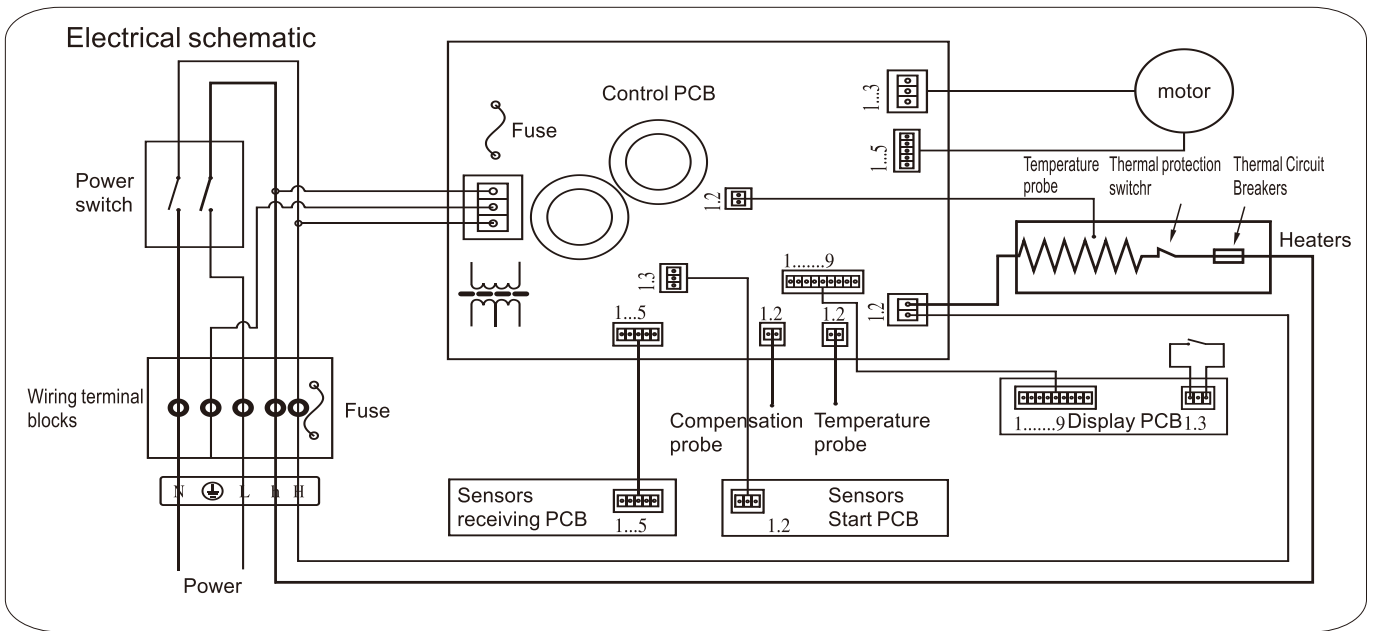 Electrical schematic
Control PCB
Fuse
1...3
motor
1...5
Power
switch
Temperature
probe
Thermal protection
switchr
Thermal Circuit
Breakers
1.2
Heaters
1.3
1.......9
1.2
1...5
1.2
1.2
Wiring terminal
blocks
Fuse
Compensation
probe
Temperature
probe
1.......9
Display PCB
1.3
N
L
h
H
Sensors
receiving PCB
1...5
Sensors
Start PCB
1.2
Power